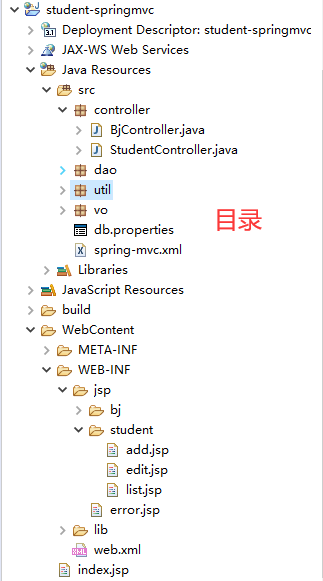 student-springmvc
Deployment Descriptor: student-springmvc
JAX-WS Web Services
Java Resources
src
controller
BjController.java
StudentController.java
dao
util
vo
目录
db.properties
spring-mvc.xml
Libraries
JavaScript Resources
build
WebContent
META-INF
WEB-INF
jsp
bj
student
add.jsp
edit.jsp
list.jsp
error.jsp
lib
web.xml
index.jsp